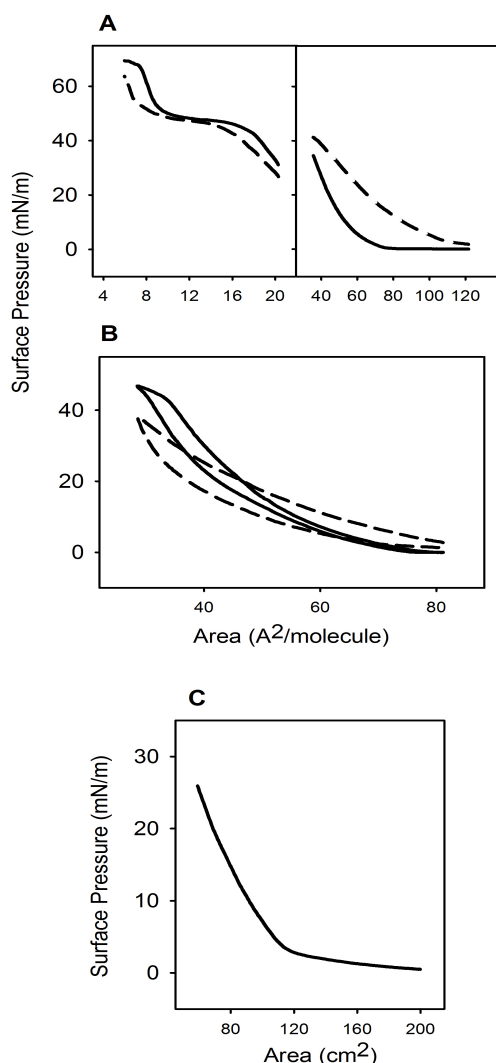 A
Surface Pressure (mN/m)
60
40
20
0
4 8 12 16 20 40 60 80 100 120
B
40
20
0
40 60 80
Area (A2/molecule)
C
Surface Pressure (mN/m)
30
20
10
0
80 120 160 200
Area (cm2)